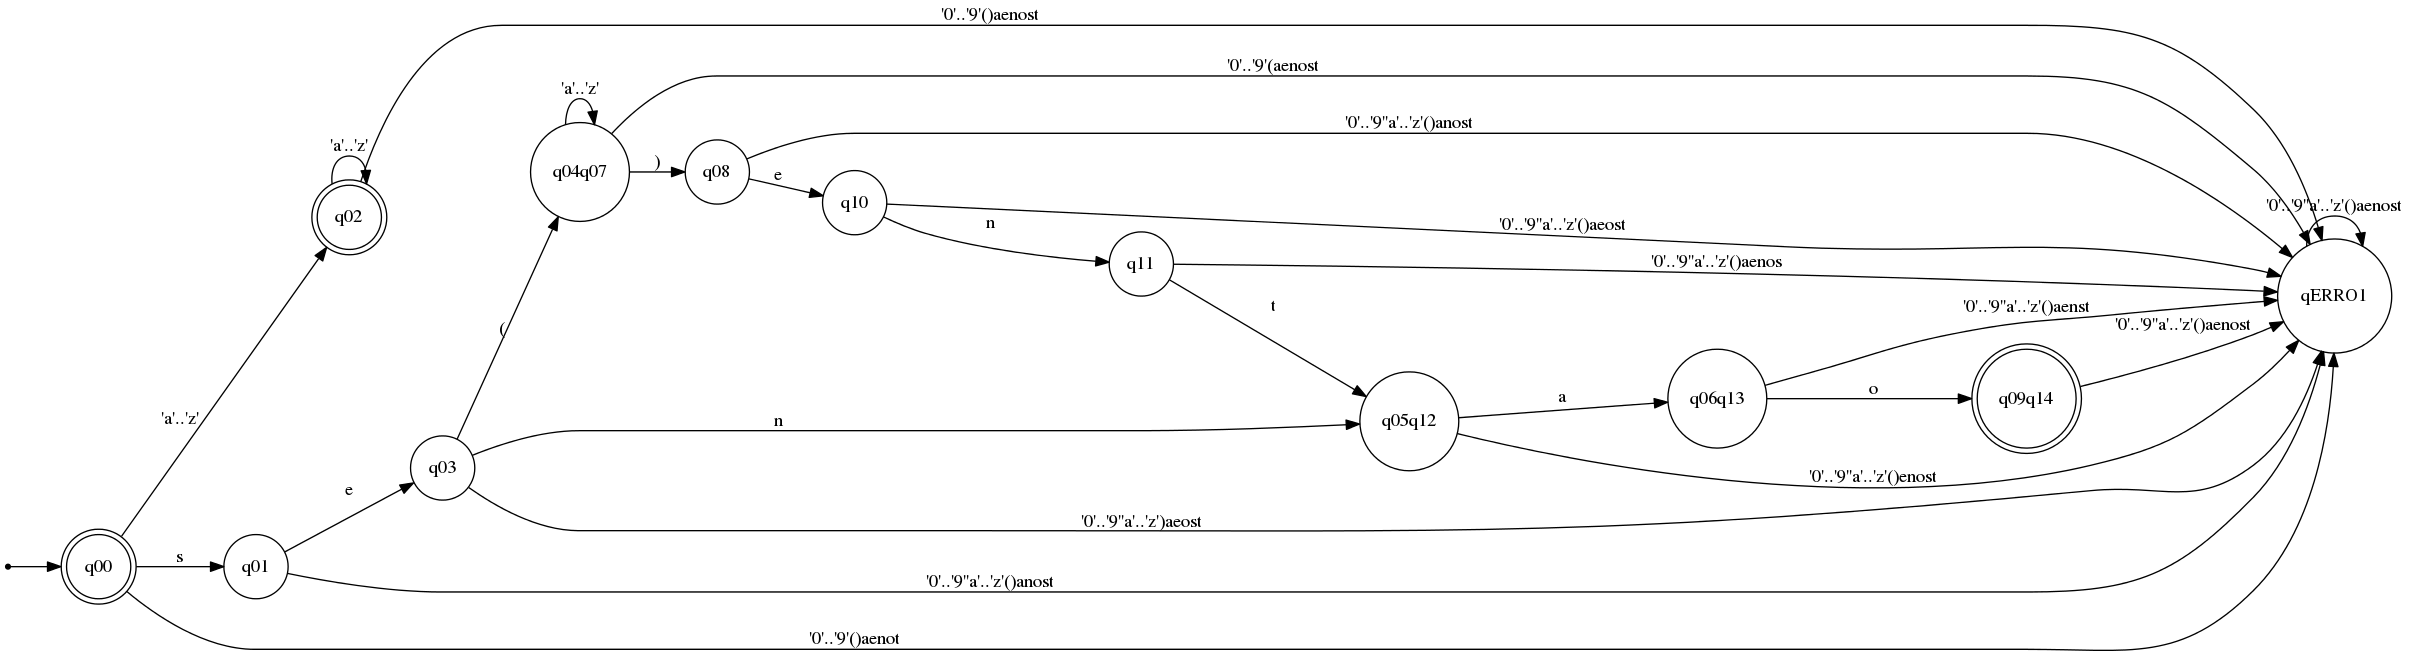 '0'..'9'()aenost
'0'..'9'(aenost
'a'..'z'
'0'..'9''a'..'z'()anost
'a'..'z'
)
q04q07
q08
e
q10
q02
n
'0'..'9''a'..'z'()aeost
'0'..'9''a'..'z'()aenost
q11
'0'..'9''a'..'z'()aenos
qERRO1
t
'0'..'9''a'..'z'()aenst
'0'..'9''a'..'z'()aenost
(
a
o
q06q13
q09q14
'a'..'z'
n
q05q12
q03
'0'..'9''a'..'z'()enost
e
'0'..'9''a'..'z')aeost
s
q00
q01
'0'..'9''a'..'z'()anost
'0'..'9'()aenot